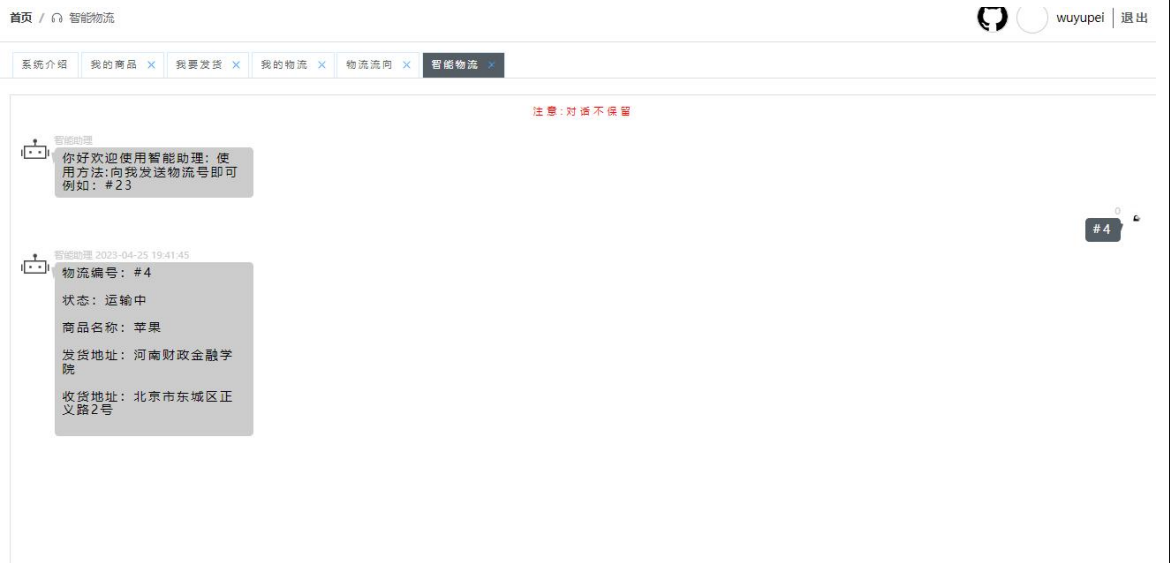 首页 / 智能物流
wuyupei 退出
系统介绍 我的商品 × 我要发货 × 我的物流 × 物流流向 × 智能物流 ×
注意:对话不保留
智能助理
你好欢迎使用智能助理: 使
用方法:向我发送物流号即可
例如: #23
0
#4
智能助理 2023-04-25 19:41:45
物流编号: #4
状态: 运输中
商品名称: 苹果
发货地址: 河南财政金融学
院
收货地址: 北京市东城区正
义路2号